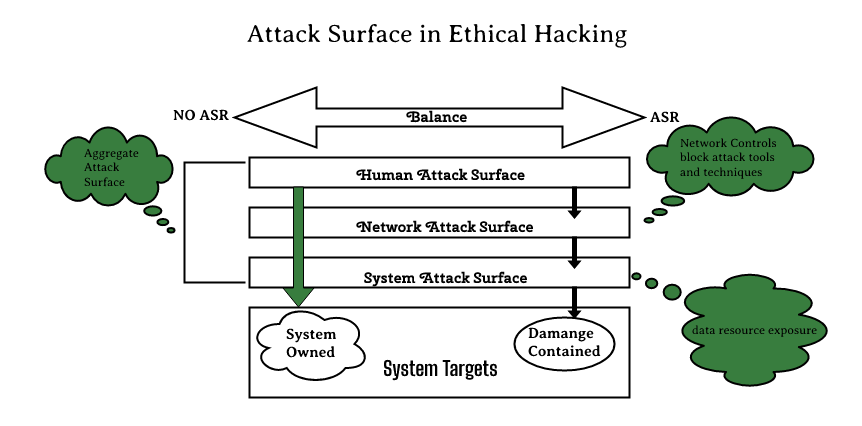 Attack Surface in Ethical Hacking
NO ASR
Balance
ASR
Aggregate
Attack
Surface
Network Controls
block attack tools
and techniques
Human Attack Surface
Network Attack Surface
System Attack Surface
data resource exposure
System
Owned
Damange
Contained
System Targets